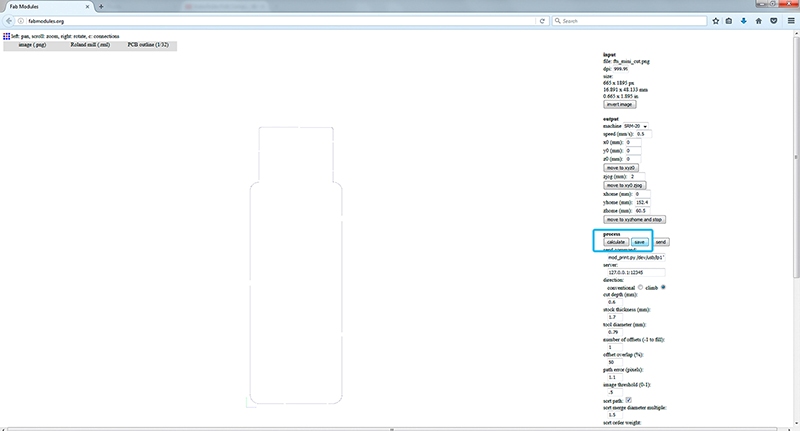 Fab Modules
fabmodules.org
Search
left: pan, scroll: zoom, right: rotate, c: connections
image (.png) Roland mill (.rml) PCB outline (1/32)
input
file: ftu_mini_cut.png
dpi: 999.99
size:
665 x 1895 px
16.891 x 48.133 mm
0.665 x 1.895 in
invert image
output
machine SRM-20
speed (mm/s): 0.5
x0 (mm): 0
y0 (mm): 0
z0 (mm): 0
move to xyz0
zjog (mm): 2
move to xy0 zjog
xhome (mm): 0
yhome (mm): 152.4
zhome (mm): 60.5
move to xyzhome and stop
process
calculate save send
send command:
mod_print.py /dev/usb/lp1 '
server:
127.0.0.1:12345
direction:
conventional climb
cut depth (mm):
0.6
stock thickness (mm):
1.7
tool diameter (mm):
0.79
number of offsets (-1 to fill):
1
offset overlap (%):
50
path error (pixels):
1.1
image threshold (0-1):
.5
sort path:
sort merge diameter multiple:
1.5
sort order weight: